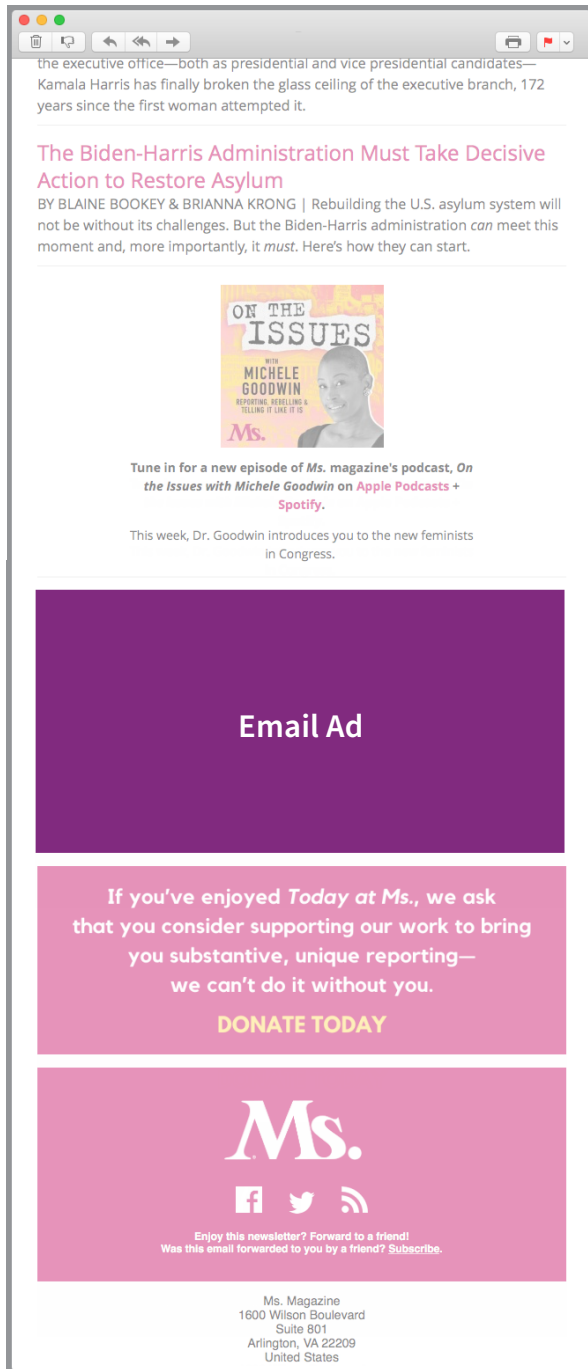 the executive office—both as presidential and vice presidential candidates—
Kamala Harris has finally broken the glass ceiling of the executive branch, 172
years since the first woman attempted it.
The Biden-Harris Administration Must Take Decisive
Action to Restore Asylum
BY BLAINE BOOKEY & BRIANNA KRONG | Rebuilding the U.S. asylum system will
not be without its challenges. But the Biden-Harris administration can meet this
moment and, more importantly, it must. Here's how they can start.
ON THE
ISSUES
WITH
MICHELE
GOODWIN
REPORTING, REBELLING &
TELLING IT LIKE IT IS
Ms.
Tune in for a new episode of Ms. magazine's podcast, On
the Issues with Michele Goodwin on Apple Podcasts +
Spotify.
This week, Dr. Goodwin introduces you to the new feminists
in Congress.
Email Ad
If you've enjoyed Today at Ms., we ask
that you consider supporting our work to bring
you substantive, unique reporting—
we can't do it without you.
DONATE TODAY
Ms.
Enjoy this newsletter? Forward to a friend!
Was this email forwarded to you by a friend? Subscribe.
Ms. Magazine
1600 Wilson Boulevard
Suite 801
Arlington, VA 22209
United States